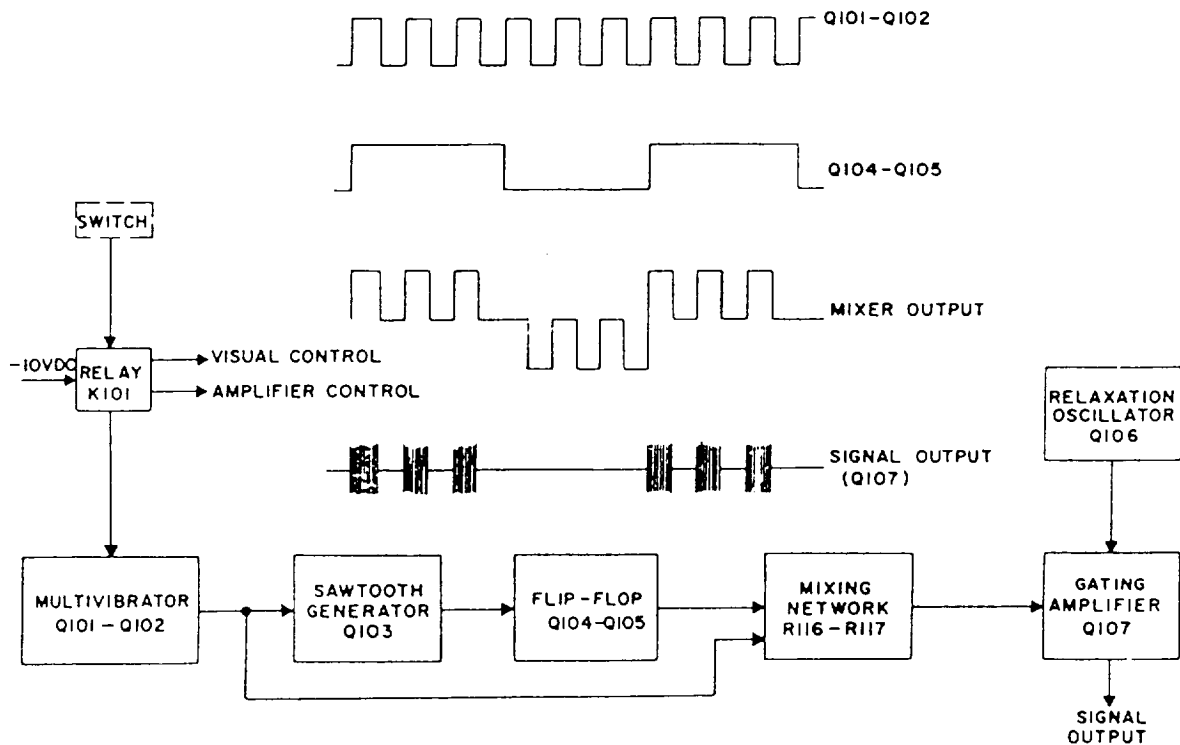 Q101-Q102
Q104-Q105
SWITCH
MIXER OUTPUT
-10VDC
RELAY
K101
VISUAL CONTROL
AMPLIFIER CONTROL
RELAXATION
OSCILLATOR
Q106
SIGNAL OUTPUT
(Q107)
MULTIVIBRATOR
Q101-Q102
SAWTOOTH
GENERATOR
Q103
FLIP-FLOP
Q104-Q105
MIXING
NETWORK
R116-R117
GATING
AMPLIFIER
Q107
SIGNAL
OUTPUT